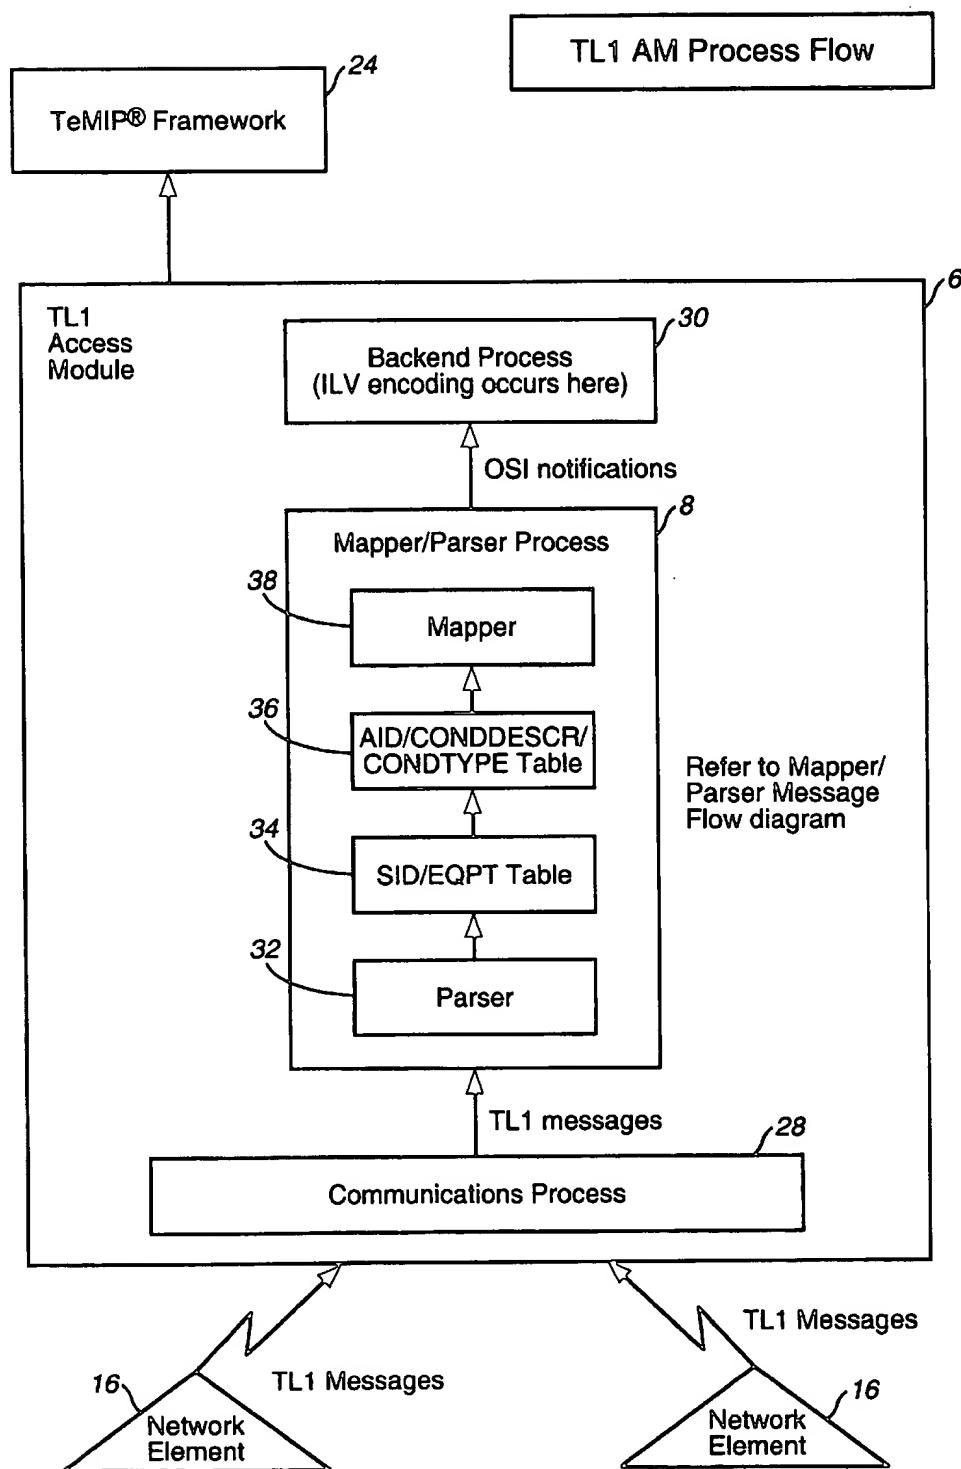 TL1 AM Process Flow
24
TeMIP® Framework
6
TL1
Access
Module
30
Backend Process
(ILV encoding occurs here)
OSI notifications
8
Mapper/Parser Process
38
Mapper
36
AID/CONDDESCR/
CONDTYPE Table
Refer to Mapper/
Parser Message
Flow diagram
34
SID/EQPT Table
32
Parser
TL1 messages
28
Communications Process
TL1 Messages
TL1 Messages
16
Network
Element
16
Network
Element